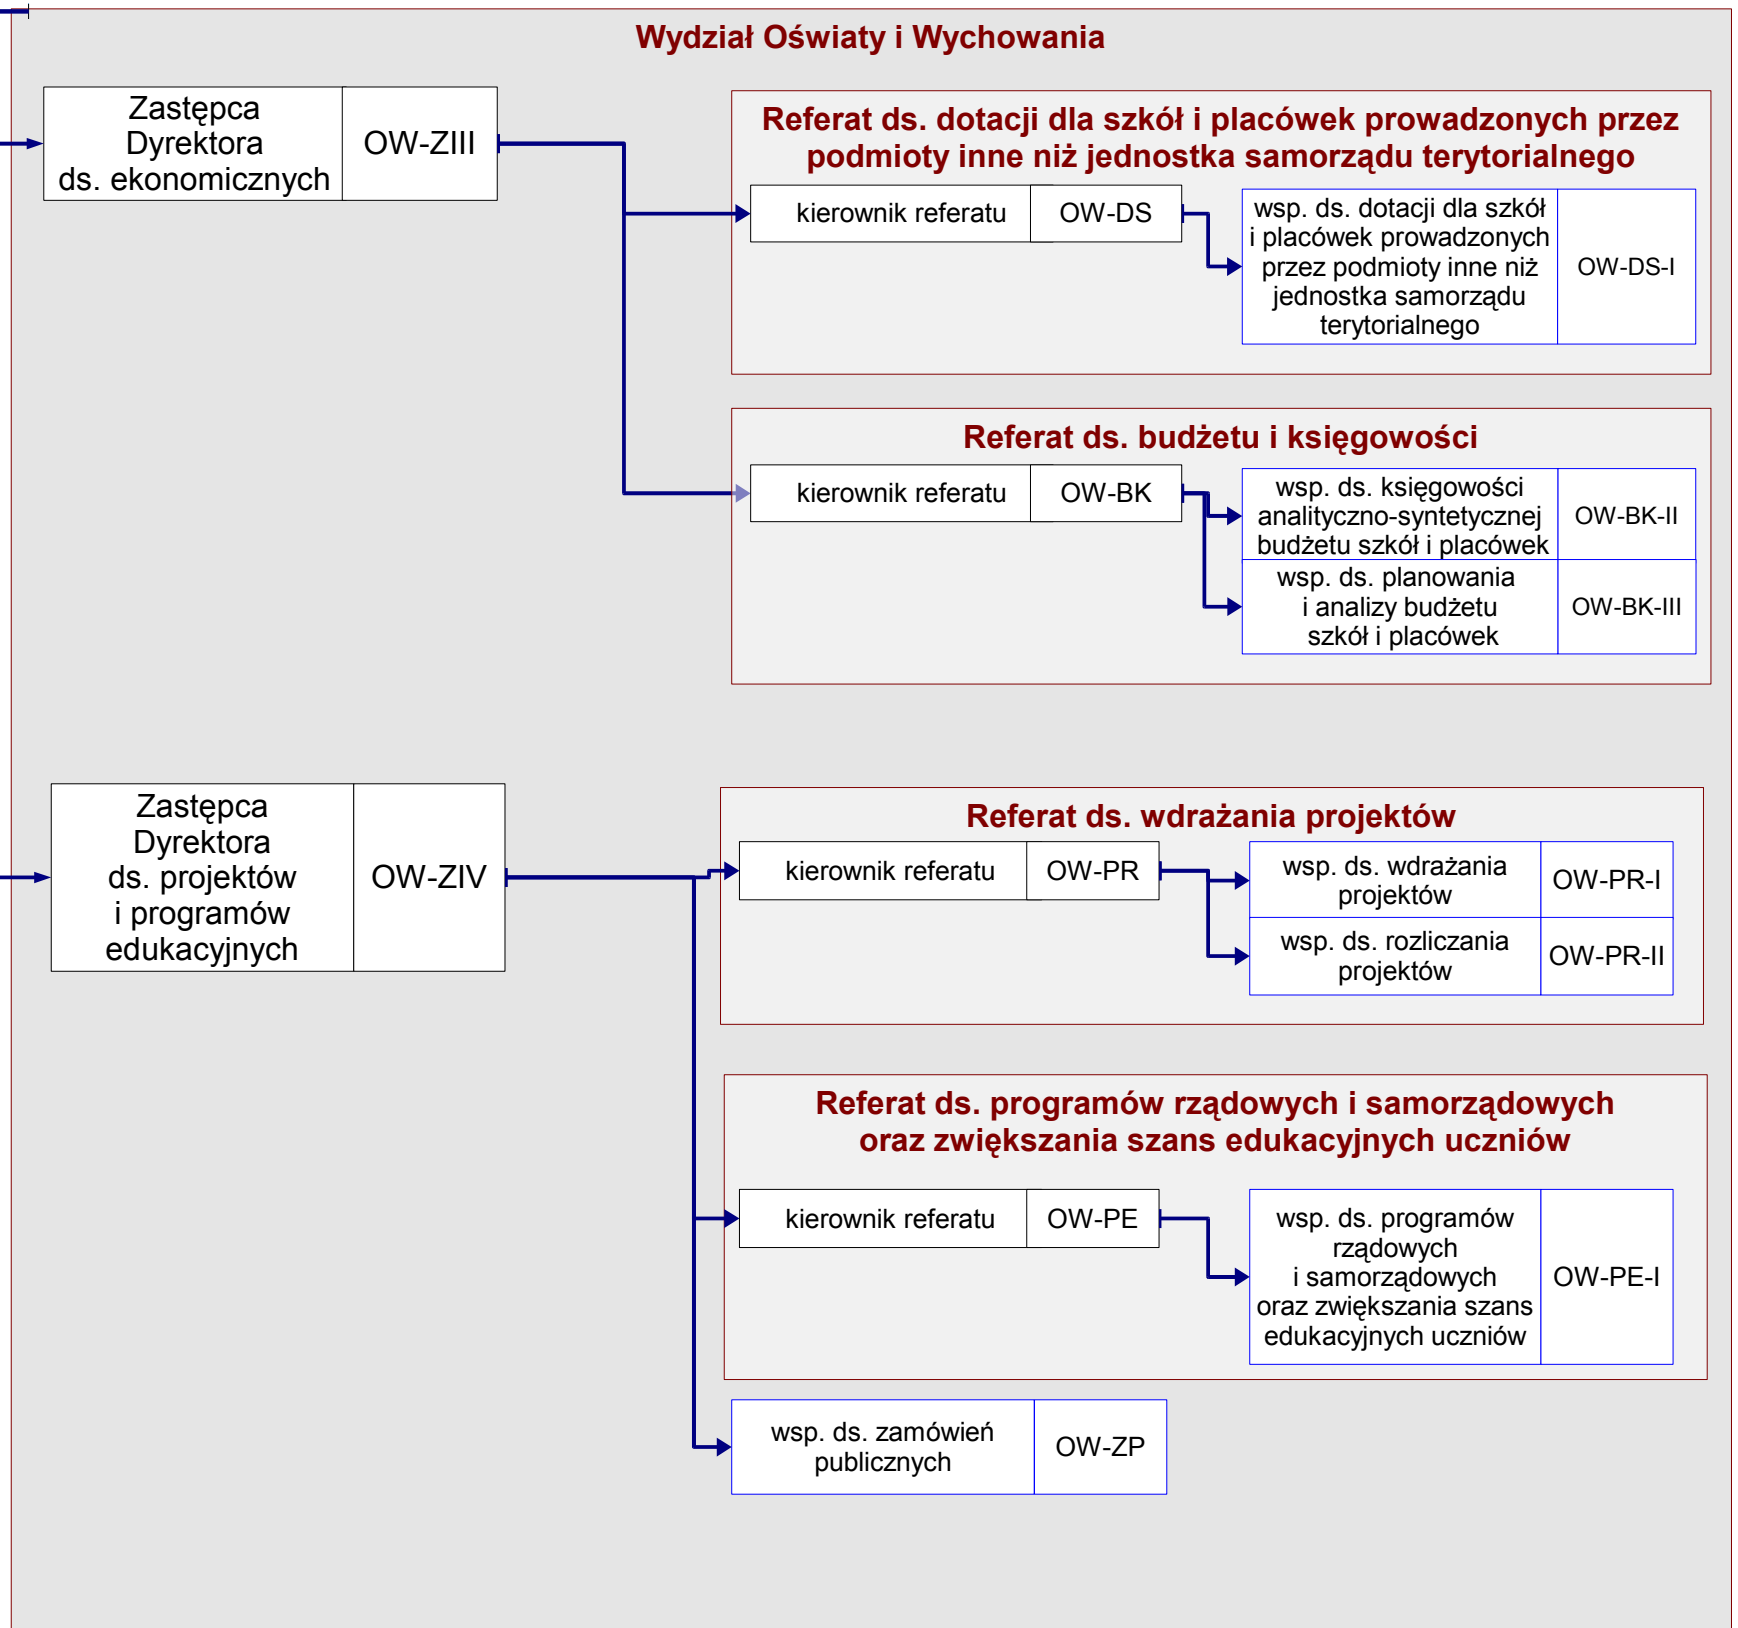 Wydział Oświaty i Wychowania
Zastępca
Dyrektora
ds. ekonomicznych
OW-ZIII
Referat ds. dotacji dla szkół i placówek prowadzonych przez
podmioty inne niż jednostka samorządu terytorialnego
kierownik referatu
OW-DS
wsp. ds. dotacji dla szkół
i placówek prowadzonych
przez podmioty inne niż
jednostka samorządu
terytorialnego
OW-DS-I
Referat ds. budżetu i księgowości
kierownik referatu
OW-BK
wsp. ds. księgowości
analityczno-syntetycznej
budżetu szkół i placówek
OW-BK-II
wsp. ds. planowania
i analizy budżetu
szkół i placówek
OW-BK-III
Zastępca
Dyrektora
ds. projektów
i programów
edukacyjnych
OW-ZIV
Referat ds. wdrażania projektów
kierownik referatu
OW-PR
wsp. ds. wdrażania
projektów
OW-PR-I
wsp. ds. rozliczania
projektów
OW-PR-II
Referat ds. programów rządowych i samorządowych
oraz zwiększania szans edukacyjnych uczniów
kierownik referatu
OW-PE
wsp. ds. programów
rządowych
i samorządowych
oraz zwiększania szans
edukacyjnych uczniów
OW-PE-I
wsp. ds. zamówień
publicznych
OW-ZP